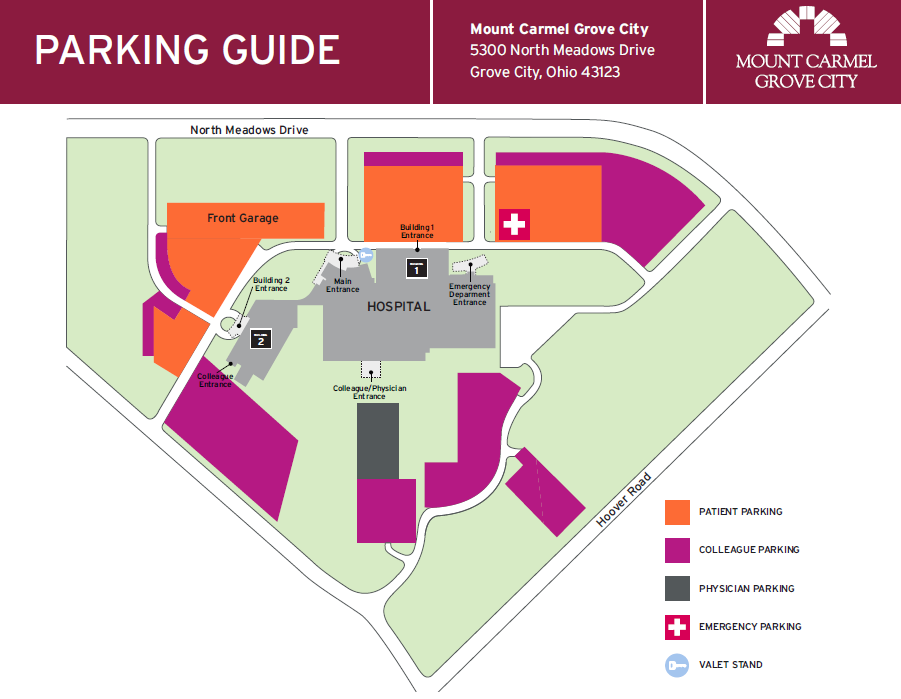 PARKING GUIDE
Mount Carmel Grove City
5300 North Meadows Drive
Grove City, Ohio 43123
MOUNT CARMEL
GROVE CITY
North Meadows Drive
Front Garage
Building 1
Entrance
BUILDING
1
Building 2
Entrance
Main
Entrance
Emergency
Deparment
Entrance
HOSPITAL
BUILDING
2
Colleague
Entrance
Colleague/Physician
Entrance
Hoover Road
PATIENT PARKING
COLLEAGUE PARKING
PHYSICIAN PARKING
EMERGENCY PARKING
VALET STAND